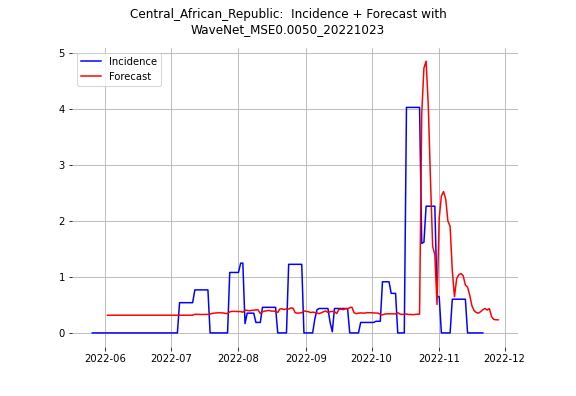 Central_African_Republic:  Incidence + Forecast with
WaveNet_MSE0.0050_20221023
Incidence
Forecast
5
4
3
2
1
0
2022-06 2022-07 2022-08 2022-09 2022-10 2022-11 2022-12